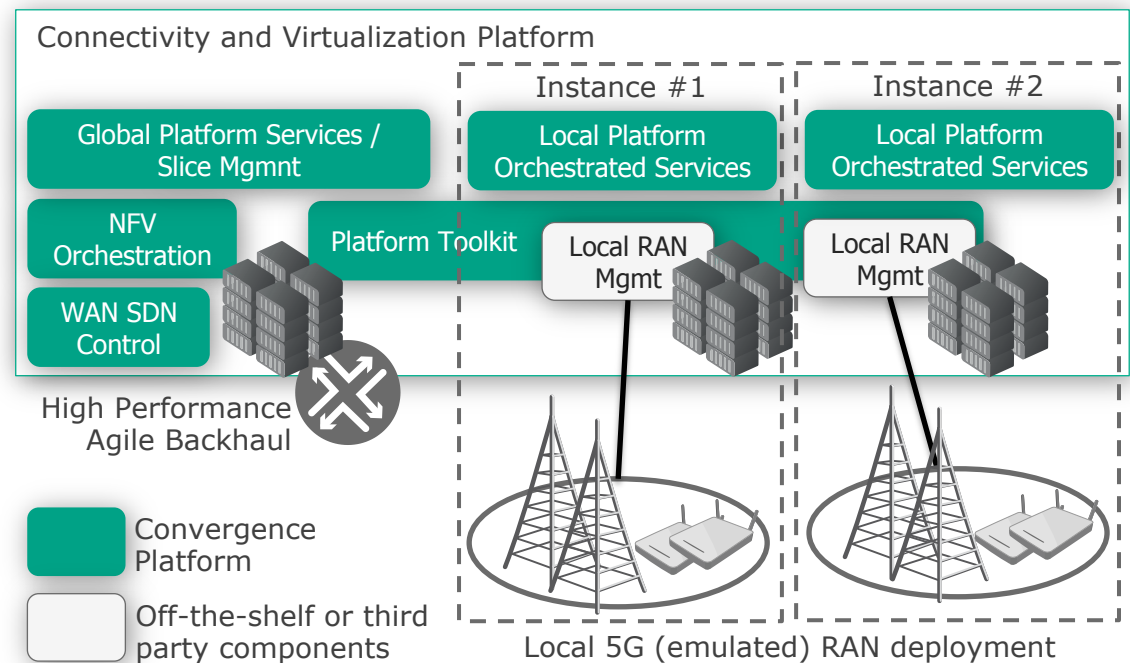 Connectivity and Virtualization Platform
Instance #1
Instance #2
Global Platform Services /
Slice Mgmnt
Local Platform
Orchestrated Services
Local Platform
Orchestrated Services
NFV
Orchestration
Platform Toolkit
Local RAN
Mgmt
Local RAN
Mgmt
WAN SDN
Control
High Performance
Agile Backhaul
Convergence
Platform
Off-the-shelf or third
party components
Local 5G (emulated) RAN deployment